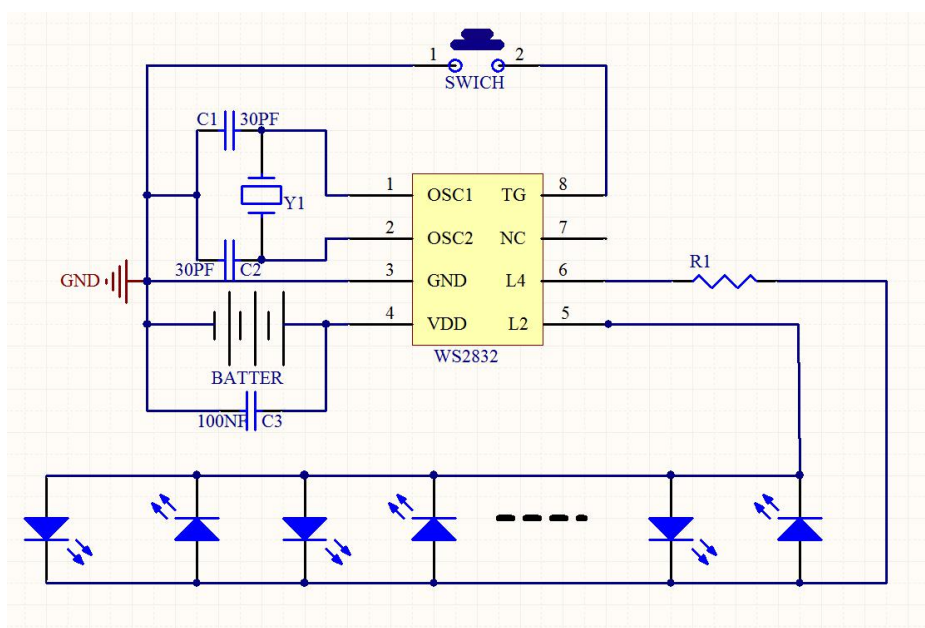 1 2
SWICH
C1 30PF
1 OSC1 TG 8
Y1
2 OSC2 NC 7
30PF C2
R1
GND 3 GND L4 6
4 VDD L2 5
WS2832
BATTER
100NF C3